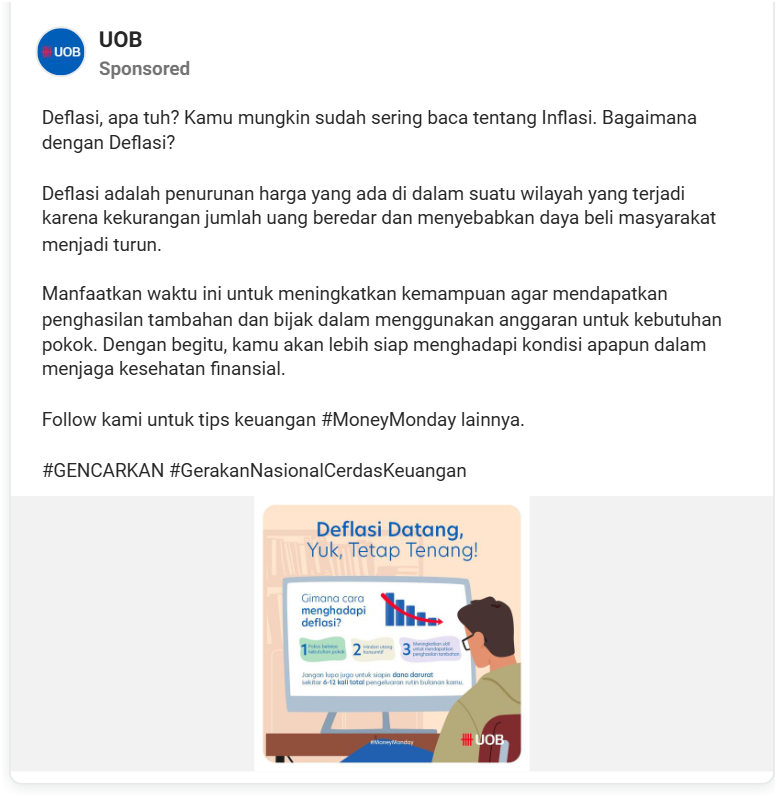 UOB
UOB
Sponsored
Deflasi, apa tuh? Kamu mungkin sudah sering baca tentang Inflasi. Bagaimana
dengan Deflasi?
Deflasi adalah penurunan harga yang ada di dalam suatu wilayah yang terjadi
karena kekurangan jumlah uang beredar dan menyebabkan daya beli masyarakat
menjadi turun.
Manfaatkan waktu ini untuk meningkatkan kemampuan agar mendapatkan
penghasilan tambahan dan bijak dalam menggunakan anggaran untuk kebutuhan
pokok. Dengan begitu, kamu akan lebih siap menghadapi kondisi apapun dalam
menjaga kesehatan finansial.
Follow kami untuk tips keuangan #MoneyMonday lainnya.
#GENCARKAN #GerakanNasionalCerdasKeuangan
Deflasi Datang,
Yuk, Tetap Tenang!
Gimana cara
menghadapi
deflasi?
1 kebutuhan pokok
2 Hindari utang
konsumtif
3 Meningkatkan skill
untuk mendapatkan
penghasilan tambahan
Jangan lupa juga untuk siapin dana darurat
sekitar 6-12 kali total pengeluaran rutin bulanan kamu.
#MoneyMonday
UOB